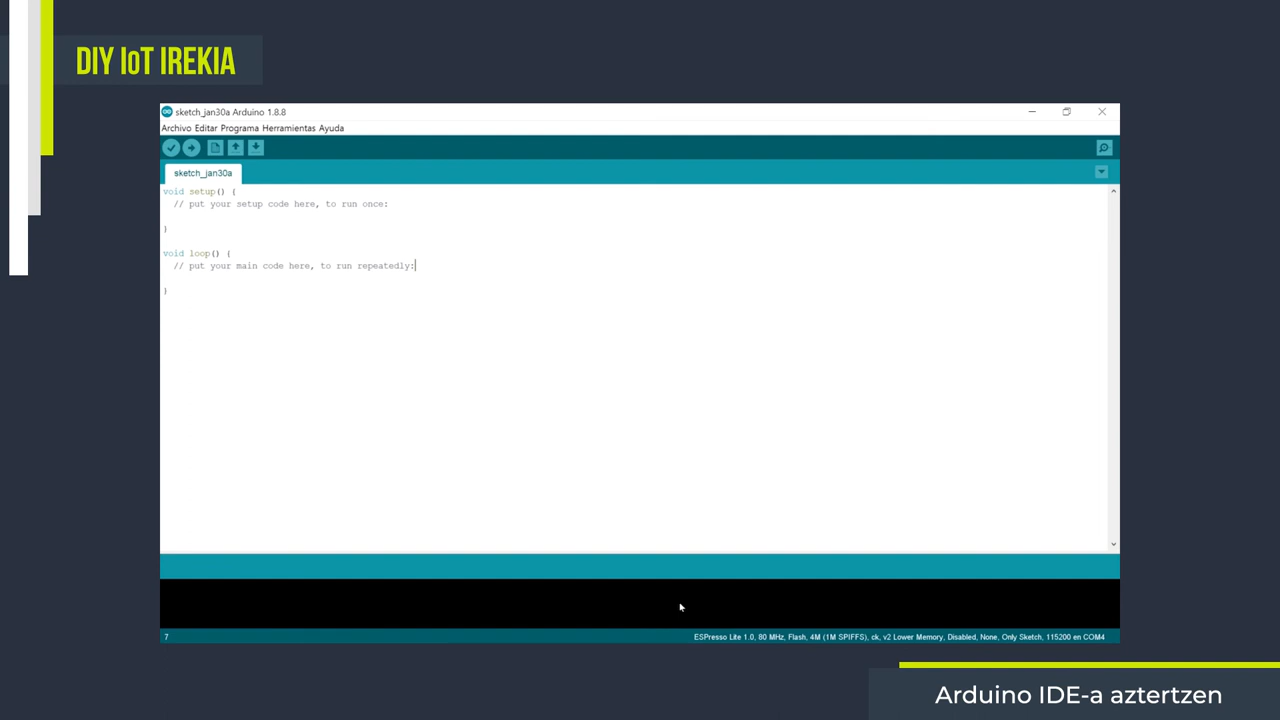 DIY IoT IREKIA
sketch_jan30a Arduino 1.8.8
Archivo Editar Programa Herramientas Ayuda
sketch_jan30a
void setup() {
  // put your setup code here, to run once:
}
void loop() {
  // put your main code here, to run repeatedly:
}
7
ESPresso Lite 1.0, 80 MHz, Flash, 4M (1M SPIFFS), ck, v2 Lower Memory, Disabled, None, Only Sketch, 115200 en COM4
Arduino IDE-a aztertzen